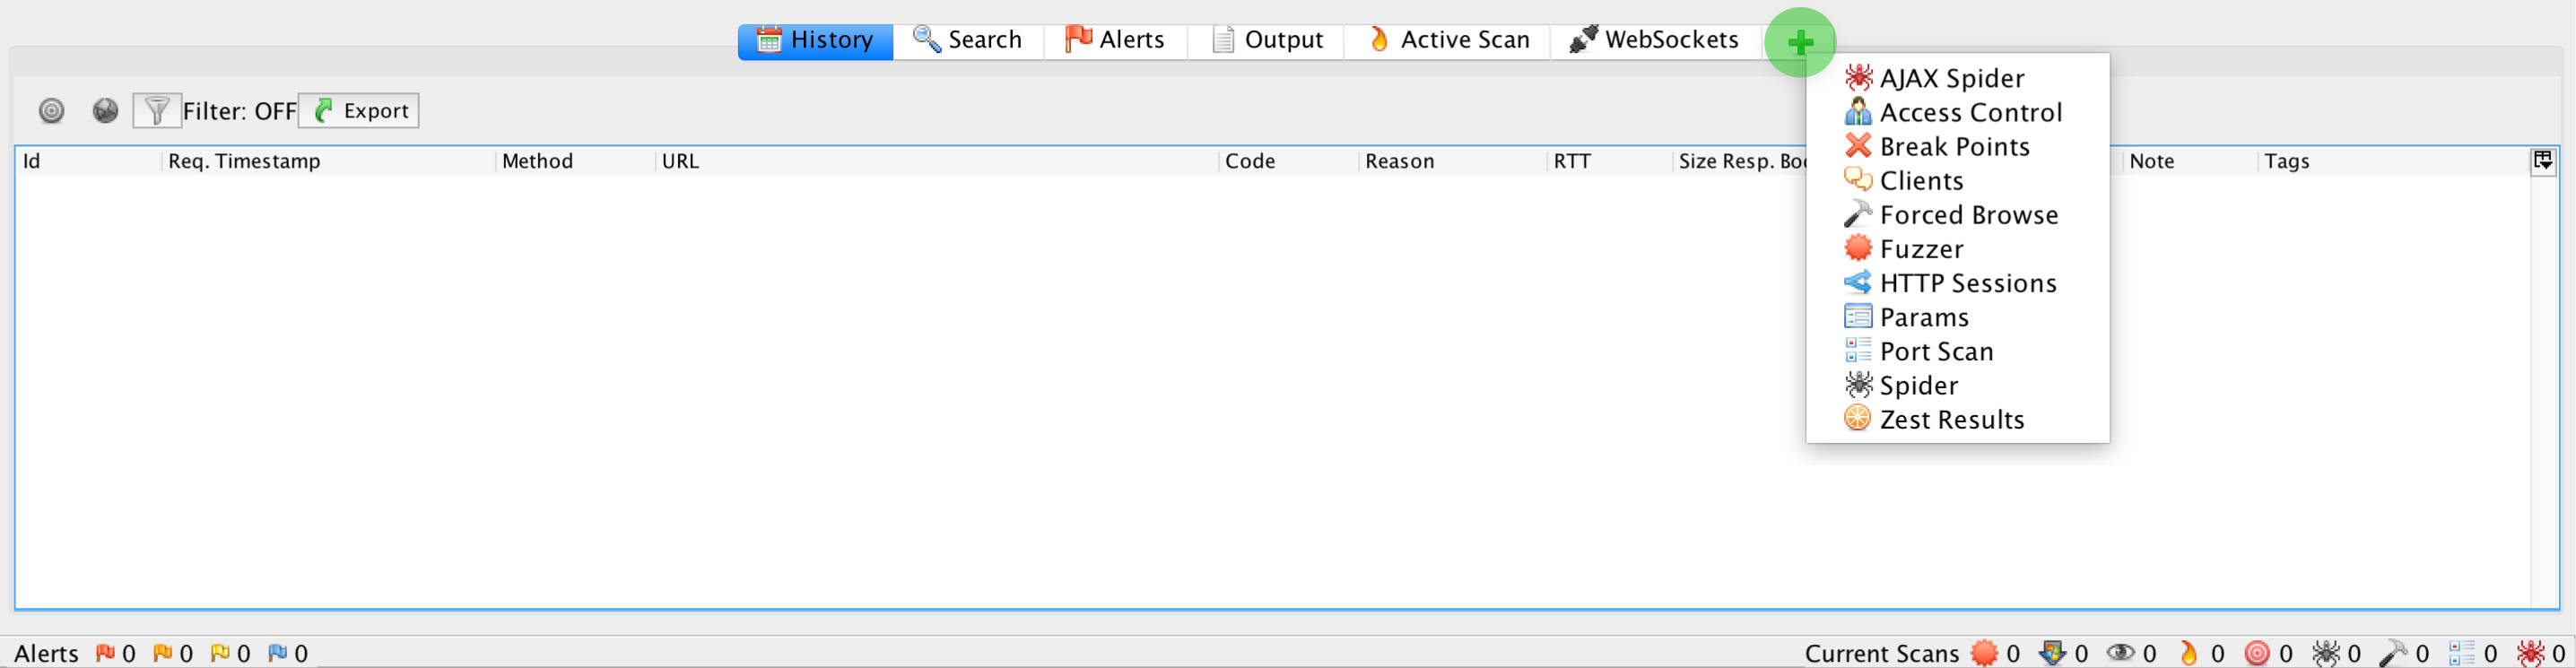 History Search Alerts Output Active Scan WebSockets
Filter: OFF Export
Id Req. Timestamp Method URL Code Reason RTT Size Resp. Note Tags
AJAX Spider
Access Control
Break Points
Clients
Forced Browse
Fuzzer
HTTP Sessions
Params
Port Scan
Spider
Zest Results
Alerts 0 0 0 0 Current Scans 0 0 0 0 0 0 0 0 0